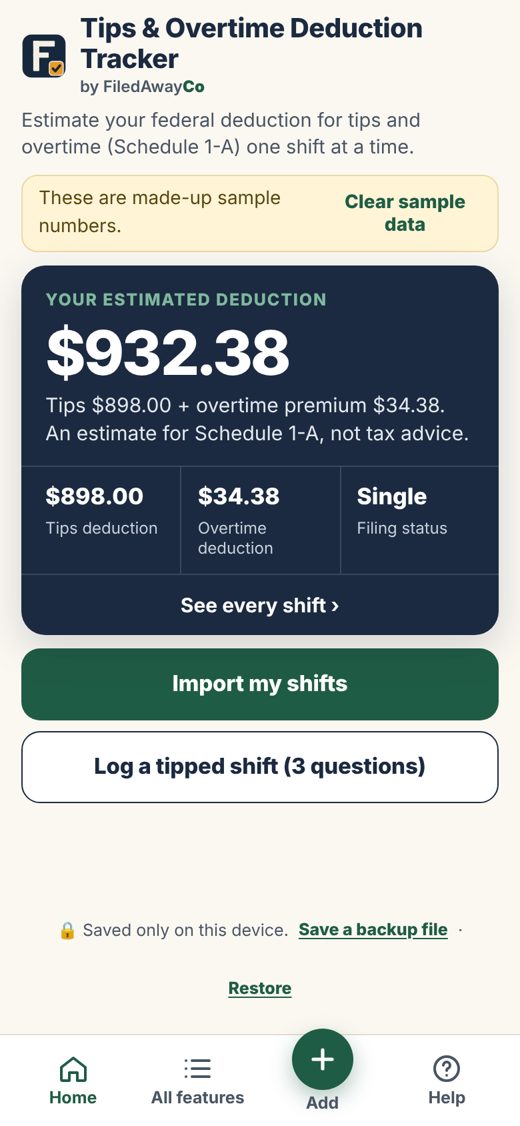 F
Tips & Overtime Deduction
Tracker
by FiledAwayCo
Estimate your federal deduction for tips and
overtime (Schedule 1-A) one shift at a time.
These are made-up sample
numbers.
Clear sample
data
YOUR ESTIMATED DEDUCTION
$932.38
Tips $898.00 + overtime premium $34.38.
An estimate for Schedule 1-A, not tax advice.
$898.00
Tips deduction
$34.38
Overtime
deduction
Single
Filing status
See every shift ›
Import my shifts
Log a tipped shift (3 questions)
🔒 Saved only on this device. Save a backup file ·
Restore
Home
All features
Add
Help